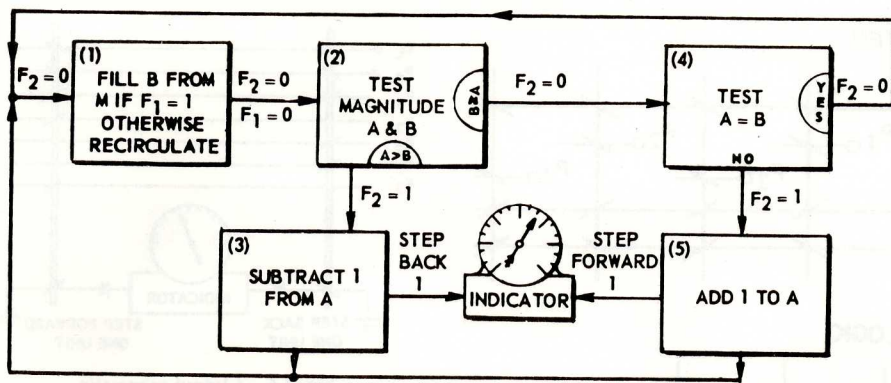 (1)
F2=0
FILL B FROM
M IF F1=1
OTHERWISE
RECIRCULATE
F2=0
F1=0
(2)
TEST
MAGNITUDE
A & B
A>B
F2=0
(4)
TEST
A = B
YES
NO
F2=0
F2=1
F2=1
(3)
SUBTRACT 1
FROM A
STEP
BACK
1
INDICATOR
STEP
FORWARD
1
(5)
ADD 1 TO A